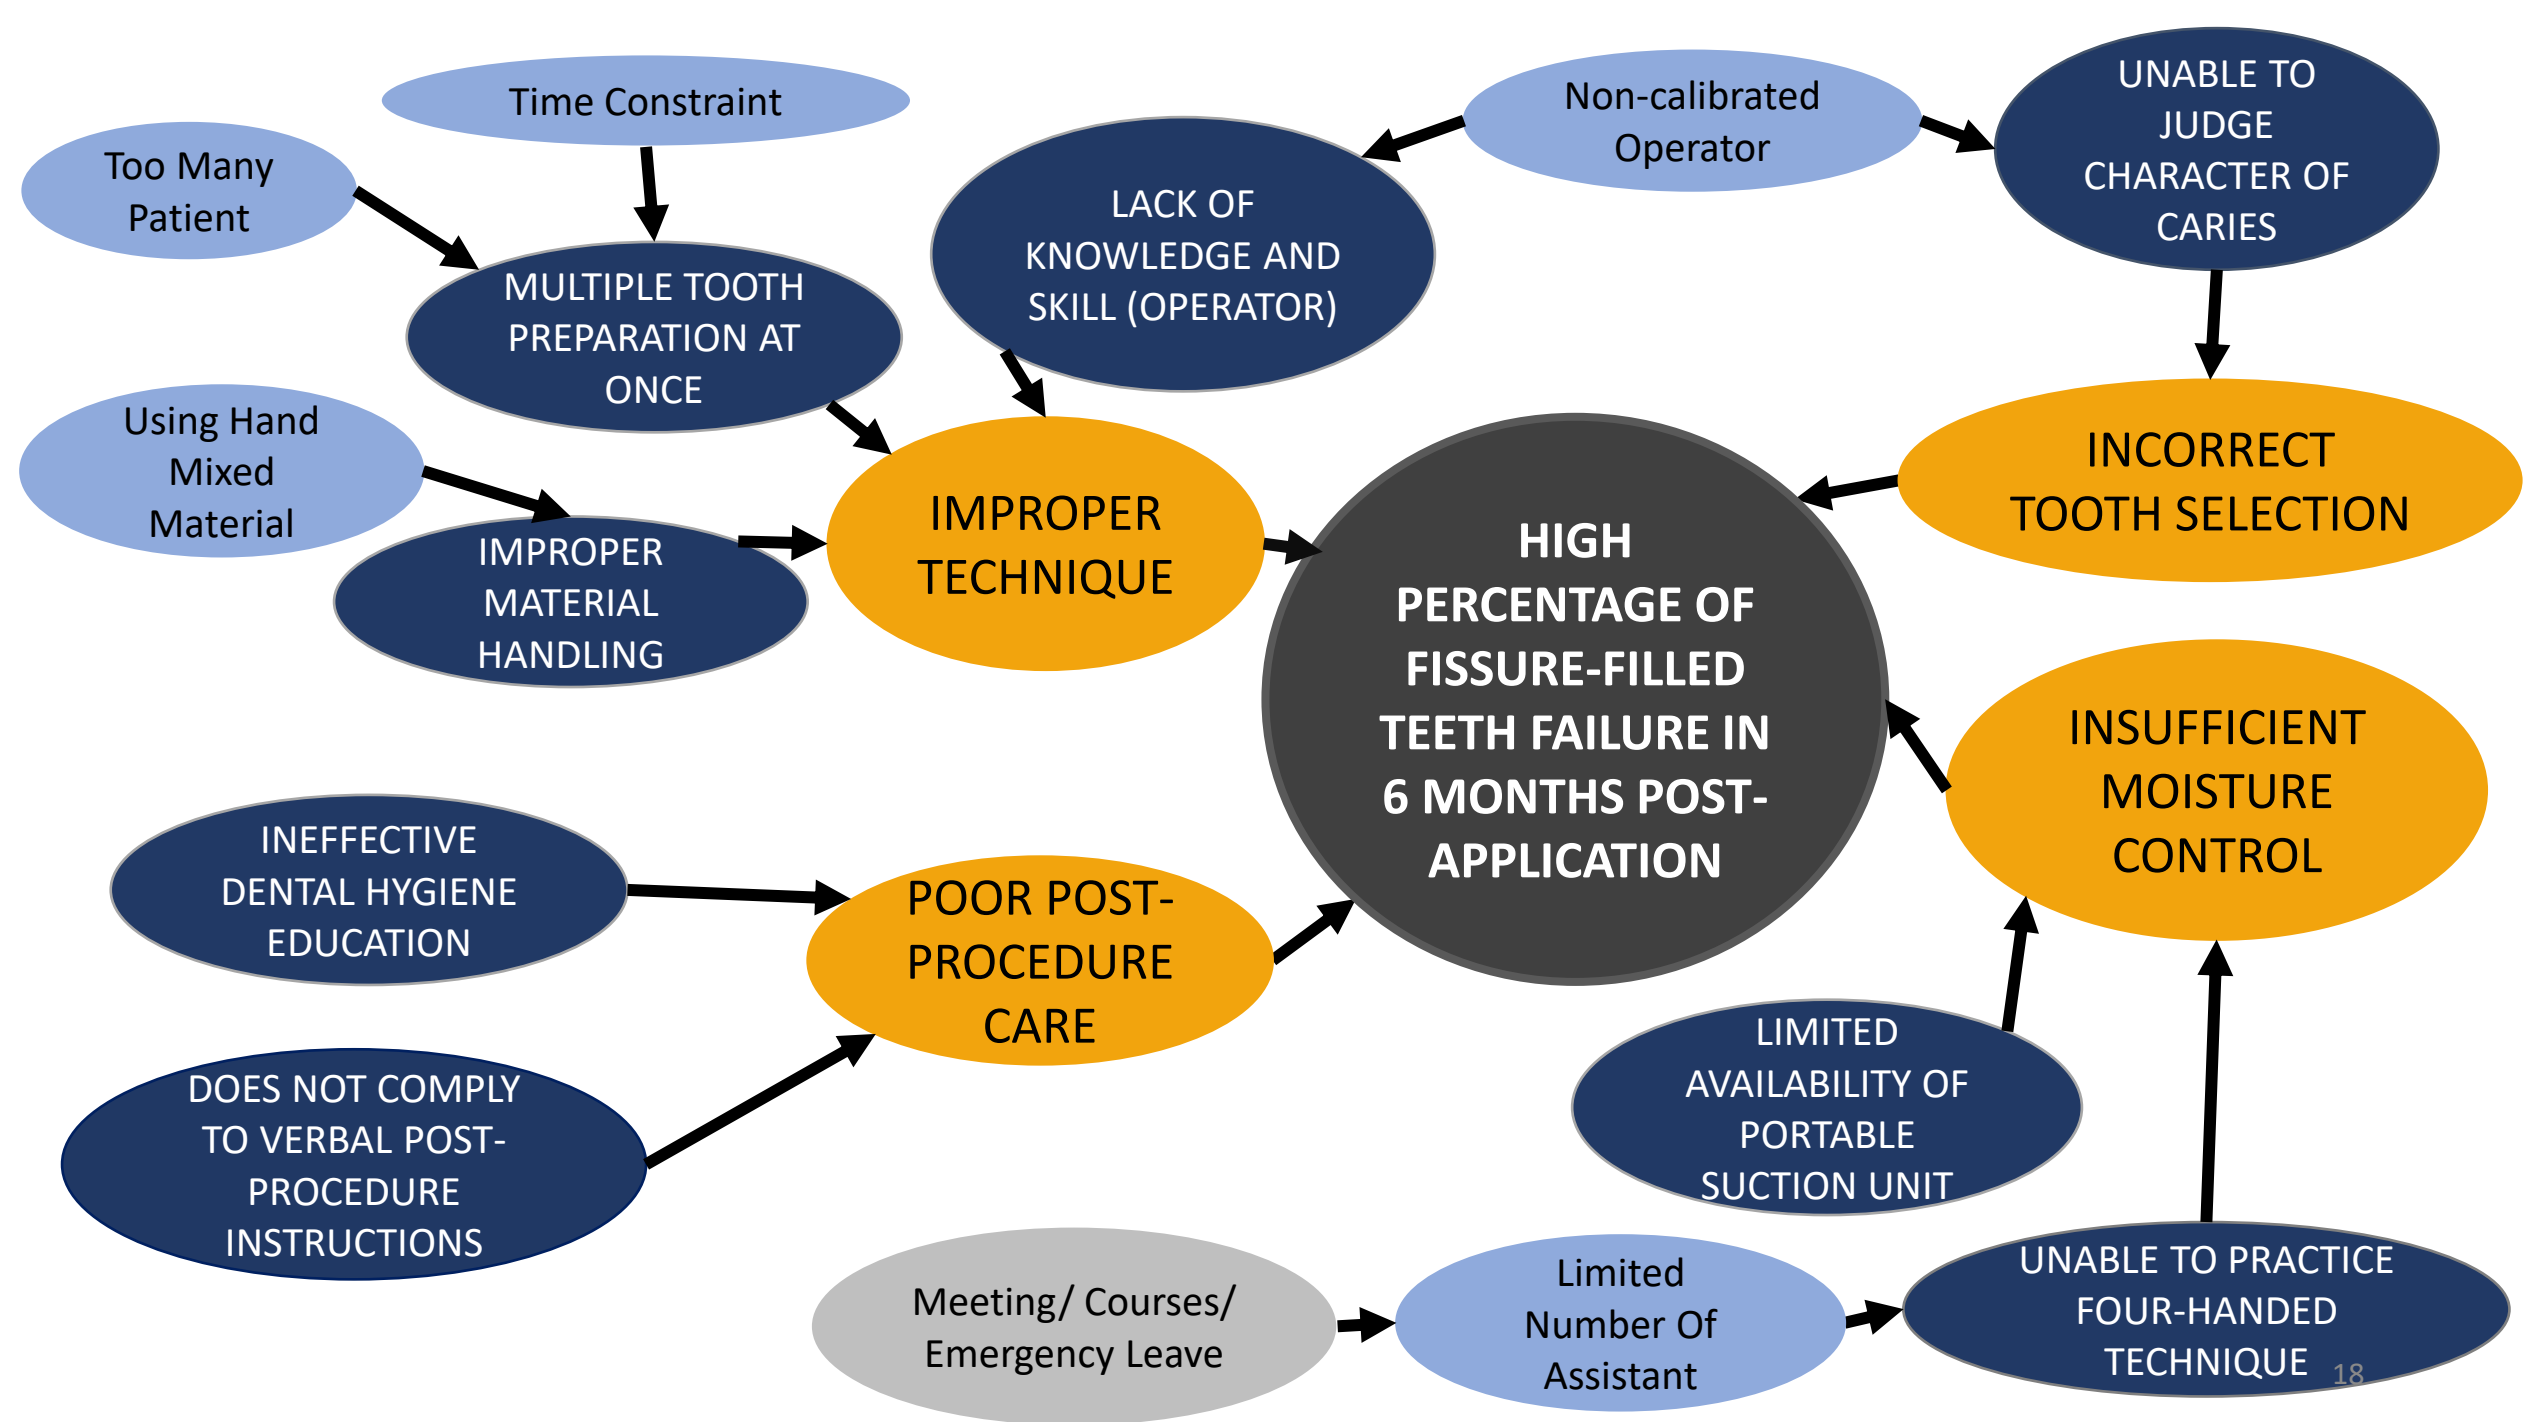 Time Constraint
Too Many
Patient
MULTIPLE TOOTH
PREPARATION AT
ONCE
Using Hand
Mixed
Material
IMPROPER
MATERIAL
HANDLING
LACK OF
KNOWLEDGE AND
SKILL (OPERATOR)
IMPROPER
TECHNIQUE
Non-calibrated
Operator
UNABLE TO
JUDGE
CHARACTER OF
CARIES
INCORRECT
TOOTH SELECTION
HIGH
PERCENTAGE OF
FISSURE-FILLED
TEETH FAILURE IN
6 MONTHS POST-
APPLICATION
INSUFFICIENT
MOISTURE
CONTROL
INEFFECTIVE
DENTAL HYGIENE
EDUCATION
POOR POST-
PROCEDURE
CARE
DOES NOT COMPLY
TO VERBAL POST-
PROCEDURE
INSTRUCTIONS
LIMITED
AVAILABILITY OF
PORTABLE
SUCTION UNIT
Meeting/ Courses/
Emergency Leave
Limited
Number Of
Assistant
UNABLE TO PRACTICE
FOUR-HANDED
TECHNIQUE
18